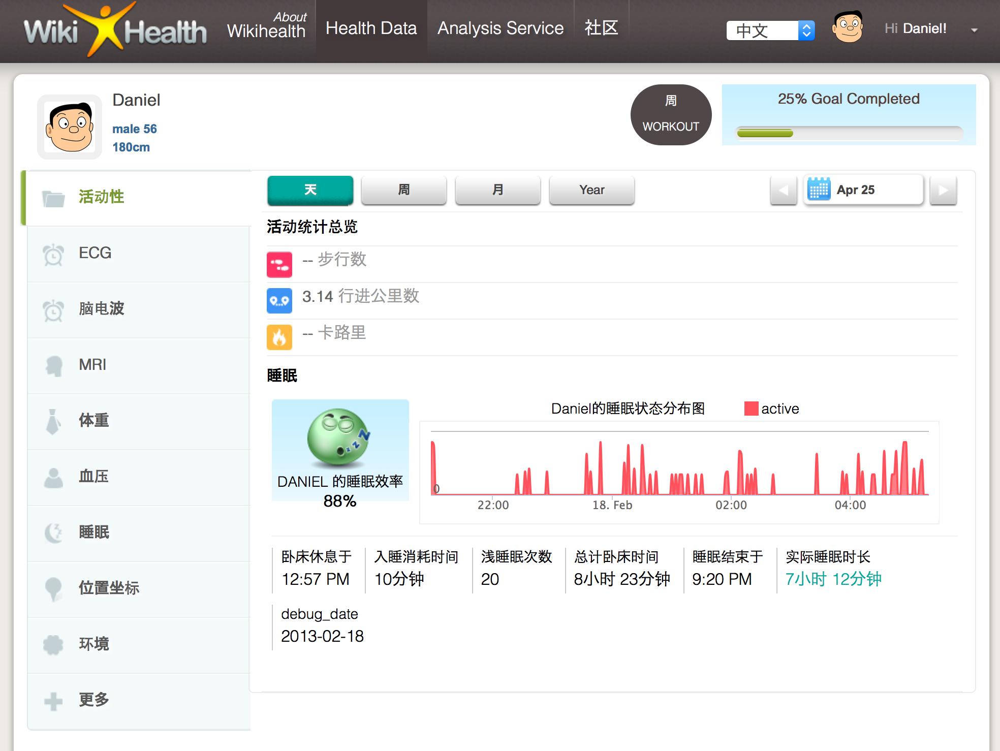 Wiki Health
About
Wikihealth
Health Data
Analysis Service
社区
中文
Hi Daniel!
Daniel
male 56
180cm
周
WORKOUT
25% Goal Completed
活动性
ECG
脑电波
MRI
体重
血压
睡眠
位置坐标
环境
更多
天
周
月
Year
Apr 25
活动统计总览
-- 步行数
3.14 行进公里数
-- 卡路里
睡眠
zzZ
DANIEL 的睡眠效率
88%
Daniel的睡眠状态分布图
active
0
22:00
18. Feb
02:00
04:00
卧床休息于
12:57 PM
入睡消耗时间
10分钟
浅睡眠次数
20
总计卧床时间
8小时 23分钟
睡眠结束于
9:20 PM
实际睡眠时长
7小时 12分钟
debug_date
2013-02-18